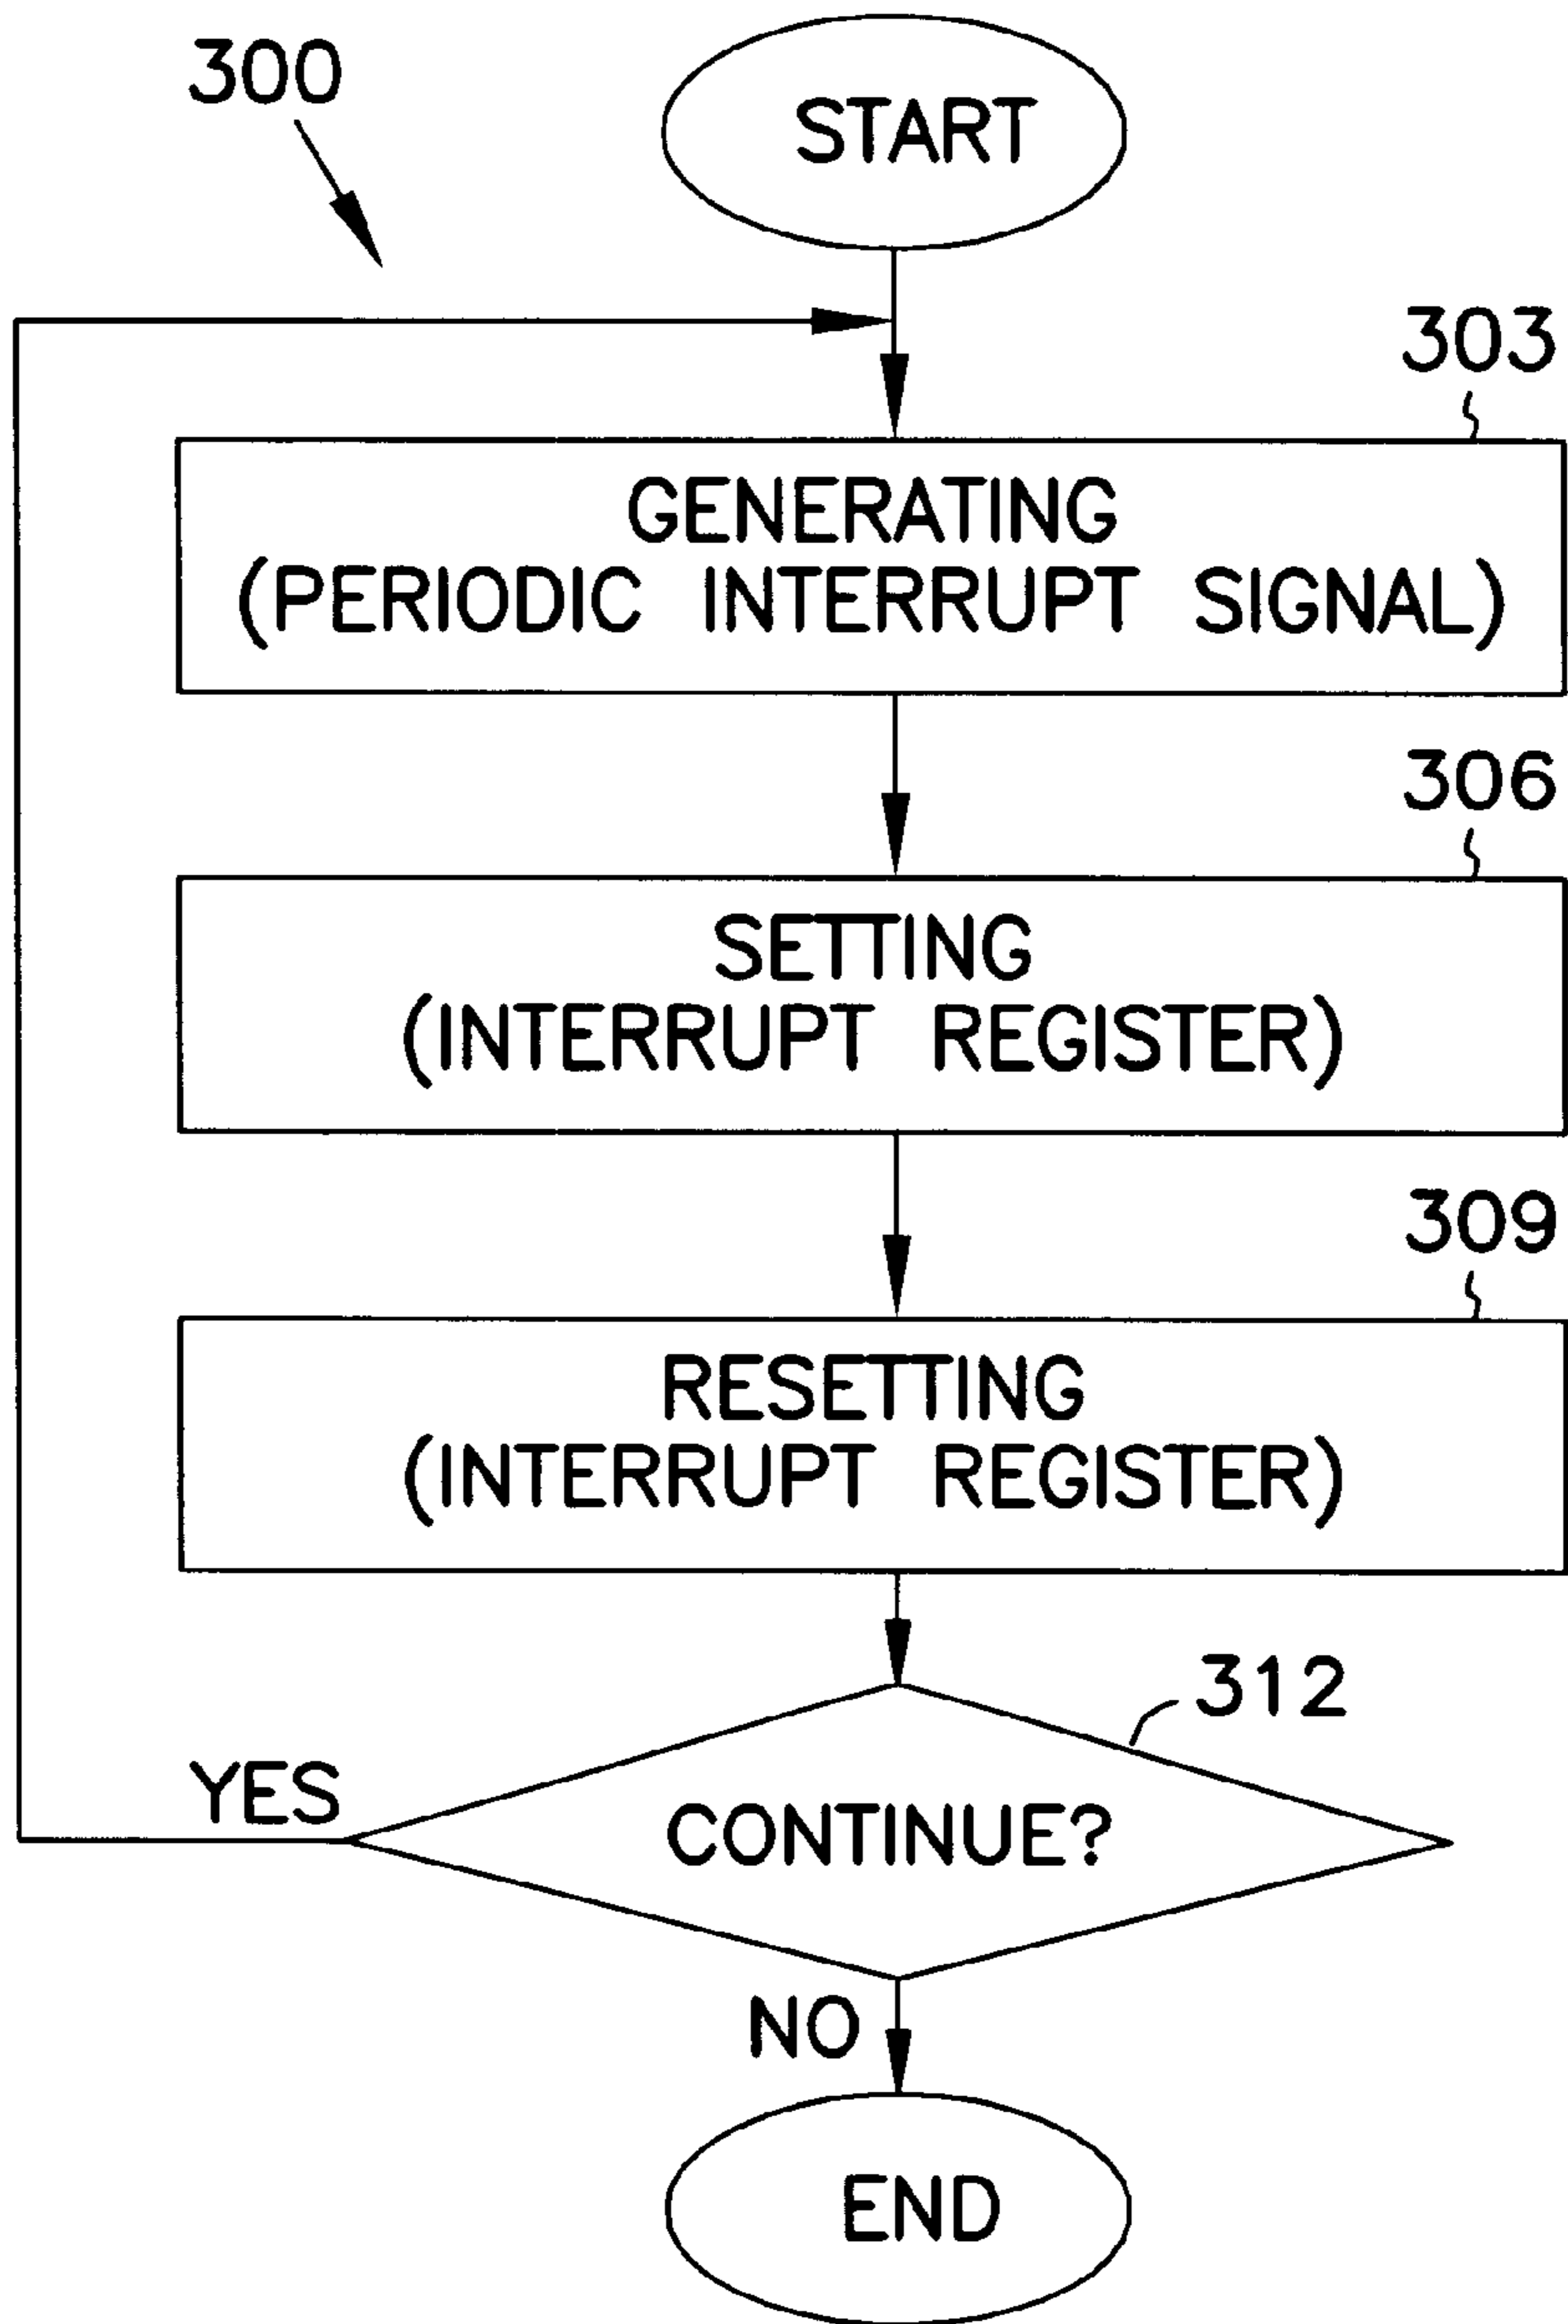 300
START
303
GENERATING
(PERIODIC INTERRUPT SIGNAL)
306
SETTING
(INTERRUPT REGISTER)
309
RESETTING
(INTERRUPT REGISTER)
312
YES
CONTINUE?
NO
END